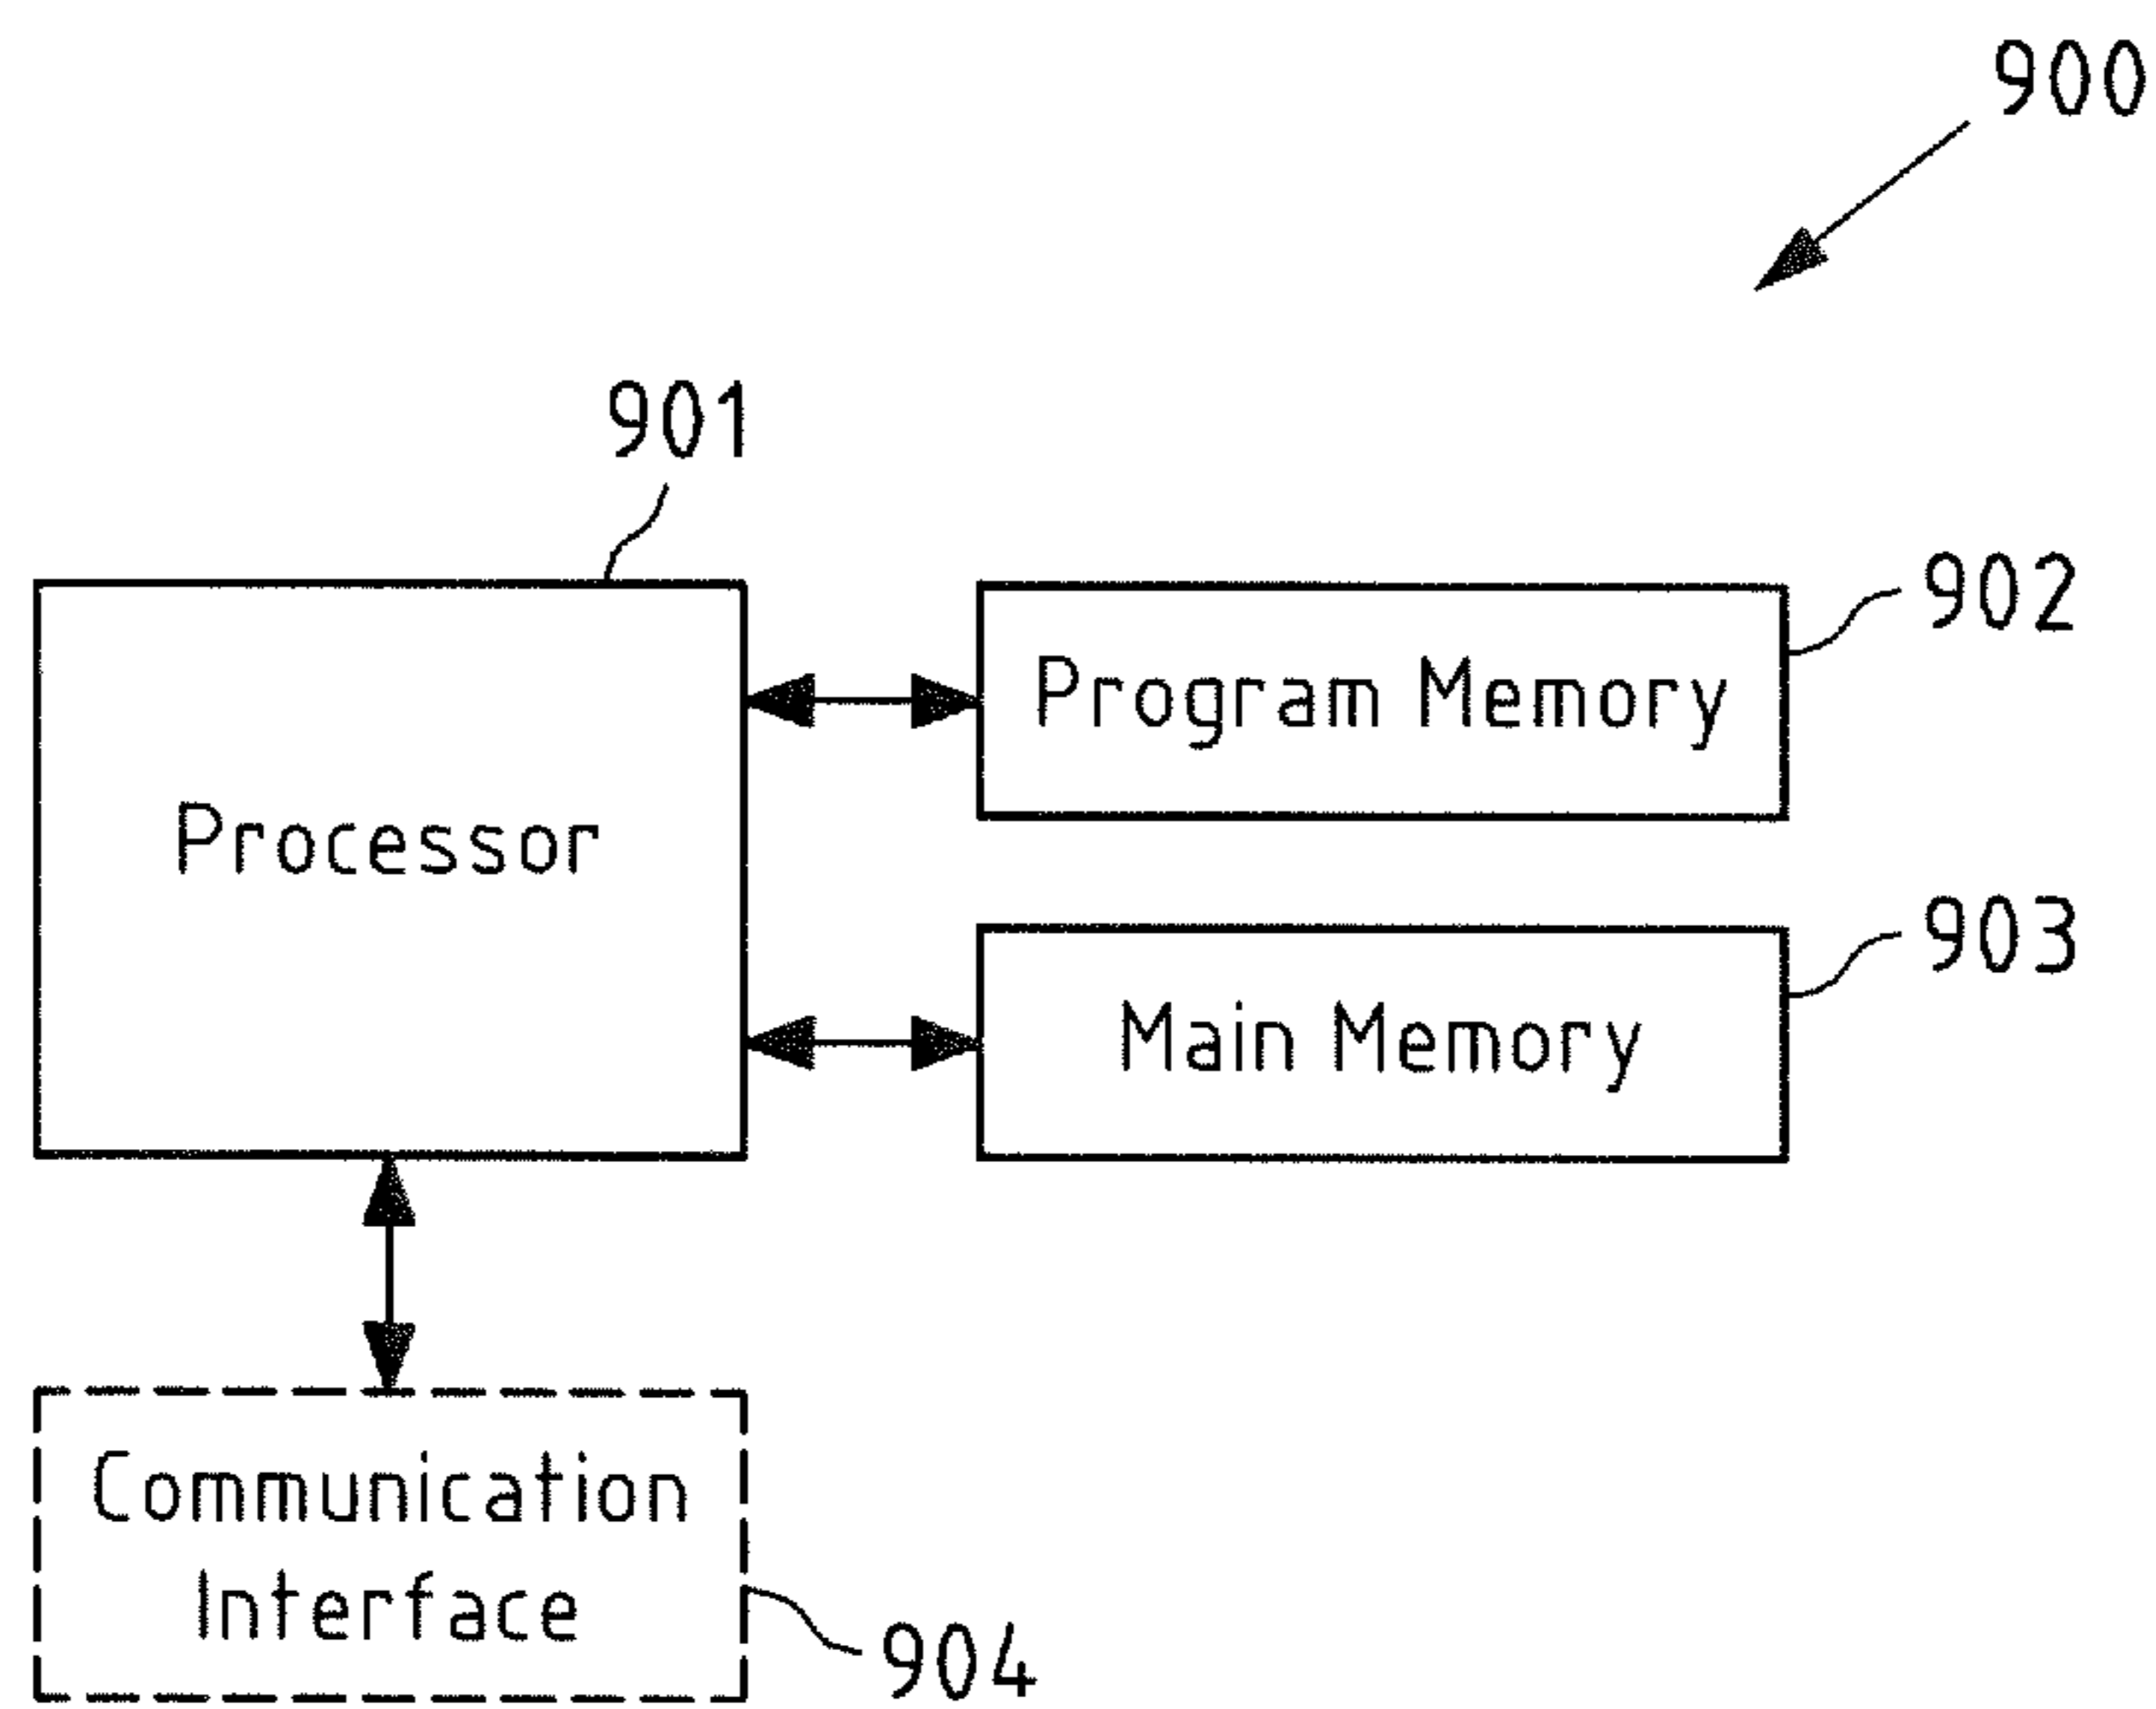 900
901
902
Program Memory
Processor
903
Main Memory
Communication
Interface
904